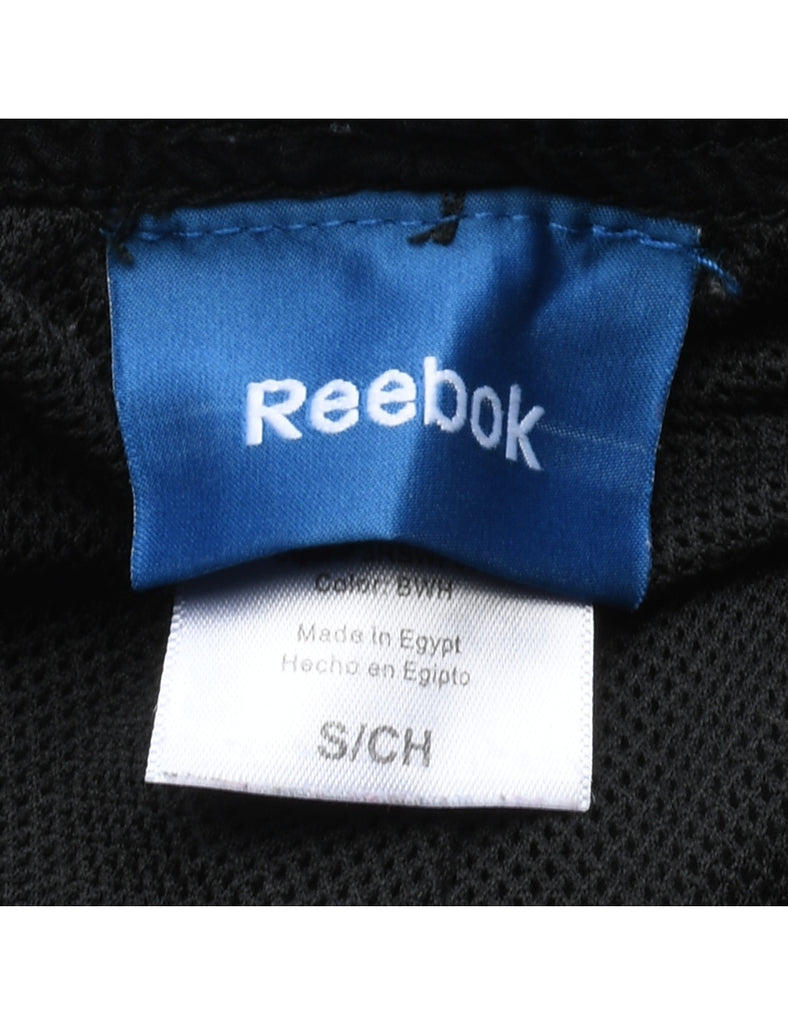 Reebok
Color: BWH
Made in Egypt
Hecho en Egipto
S/CH